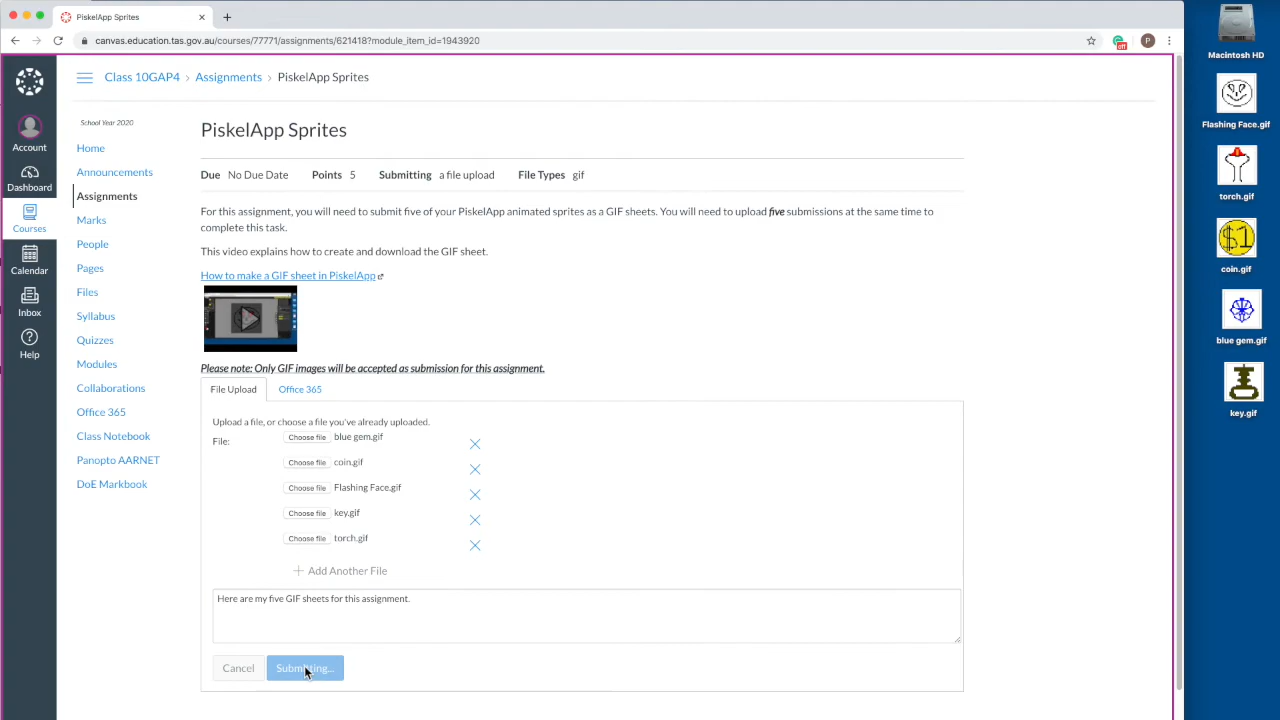 PiskelApp Sprites
canvas.education.tas.gov.au/courses/77771/assignments/621418?module_item_id=1943920
off
P
Account
Dashboard
Courses
Calendar
Inbox
Help
Class 10GAP4 › Assignments › PiskelApp Sprites
School Year 2020
Home
Announcements
Assignments
Marks
People
Pages
Files
Syllabus
Quizzes
Modules
Collaborations
Office 365
Class Notebook
Panopto AARNET
DoE Markbook
PiskelApp Sprites
Due No Due Date Points 5 Submitting a file upload File Types gif
For this assignment, you will need to submit five of your PiskelApp animated sprites as a GIF sheets. You will need to upload five submissions at the same time to
complete this task.
This video explains how to create and download the GIF sheet.
How to make a GIF sheet in PiskelApp
Please note: Only GIF images will be accepted as submission for this assignment.
File Upload Office 365
Upload a file, or choose a file you've already uploaded.
File: Choose file blue gem.gif
Choose file coin.gif
Choose file Flashing Face.gif
Choose file key.gif
Choose file torch.gif
Add Another File
Here are my five GIF sheets for this assignment.
Cancel Submitting...
Macintosh HD
Flashing Face.gif
torch.gif
$1
coin.gif
blue gem.gif
key.gif